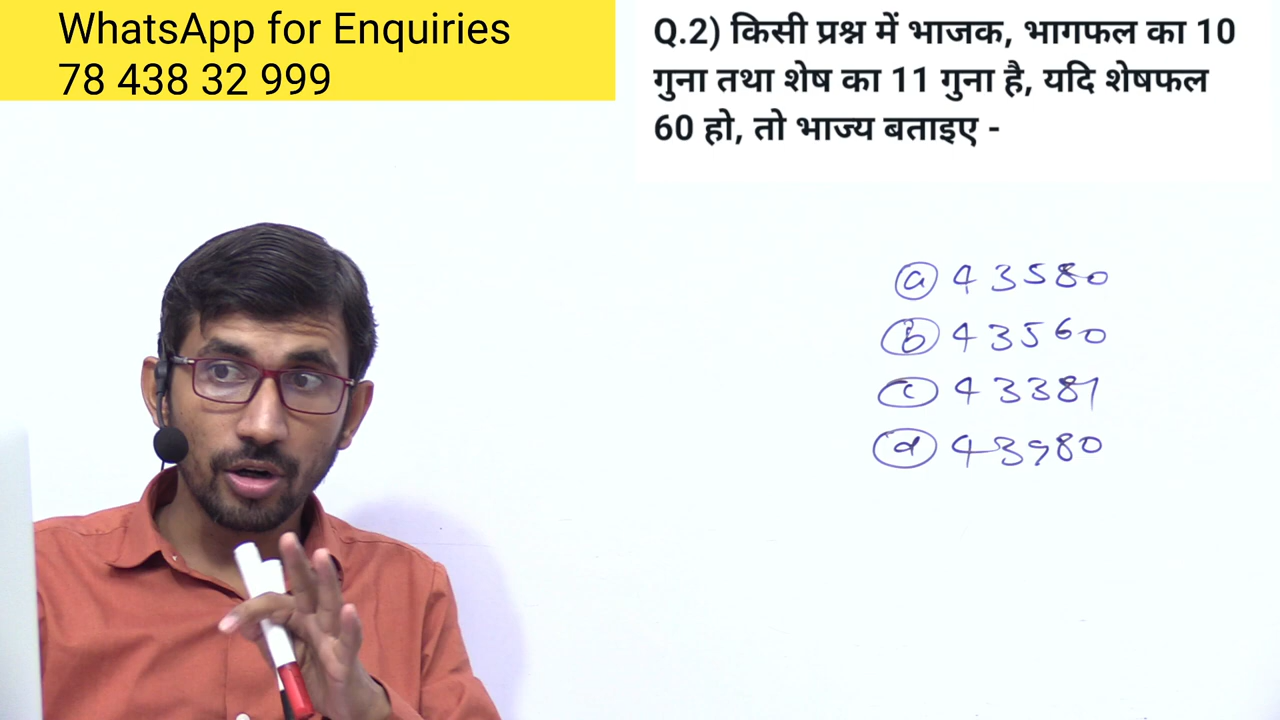 WhatsApp for Enquiries
78 438 32 999
Q.2) किसी प्रश्न में भाजक, भागफल का 10
गुना तथा शेष का 11 गुना है, यदि शेषफल
60 हो, तो भाज्य बताइए -
a 43580
b 43560
c 43381
d 43980